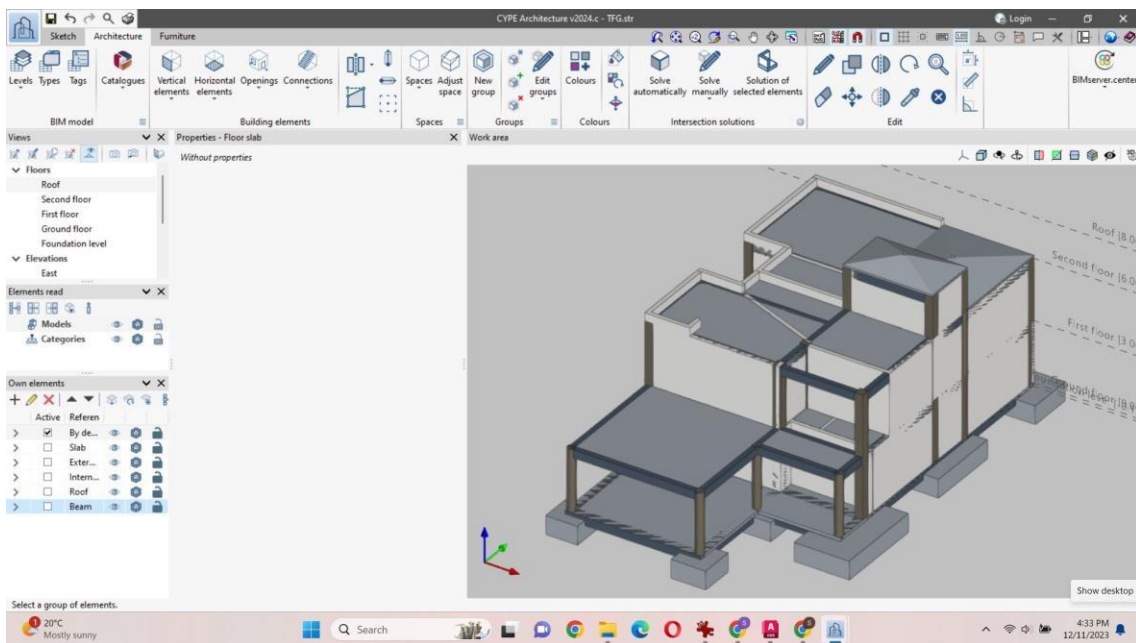 CYPE Architecture v2024.c - TFG.str
Login
Sketch Architecture Furniture
Levels Types Tags Catalogues Vertical elements Horizontal elements Openings Connections Spaces Adjust space New group Edit groups Colours Solve automatically Solve manually Solution of selected elements BIMserver.center
BIM model Building elements Spaces Groups Colours Intersection solutions Edit
Views Properties - Floor slab Work area
Without properties
Floors
Roof
Second floor
First floor
Ground floor
Foundation level
Elevations
East
Elements read
Models
Categories
Own elements
Active Referen
By de...
Slab
Exter...
Intern...
Roof
Beam
Roof [8.0
Second floor [6.0
First floor [3.0
Ground floor [0.0
Show desktop
Select a group of elements.
20°C
Mostly sunny
Search
4:33 PM
12/11/2023